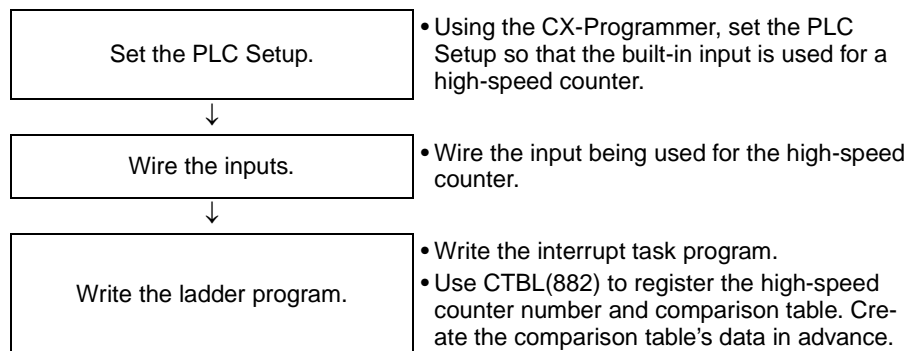 Set the PLC Setup.
• Using the CX-Programmer, set the PLC
Setup so that the built-in input is used for a
high-speed counter.
↓
Wire the inputs.
• Wire the input being used for the high-speed
counter.
↓
Write the ladder program.
• Write the interrupt task program.
• Use CTBL(882) to register the high-speed
counter number and comparison table. Cre-
ate the comparison table's data in advance.